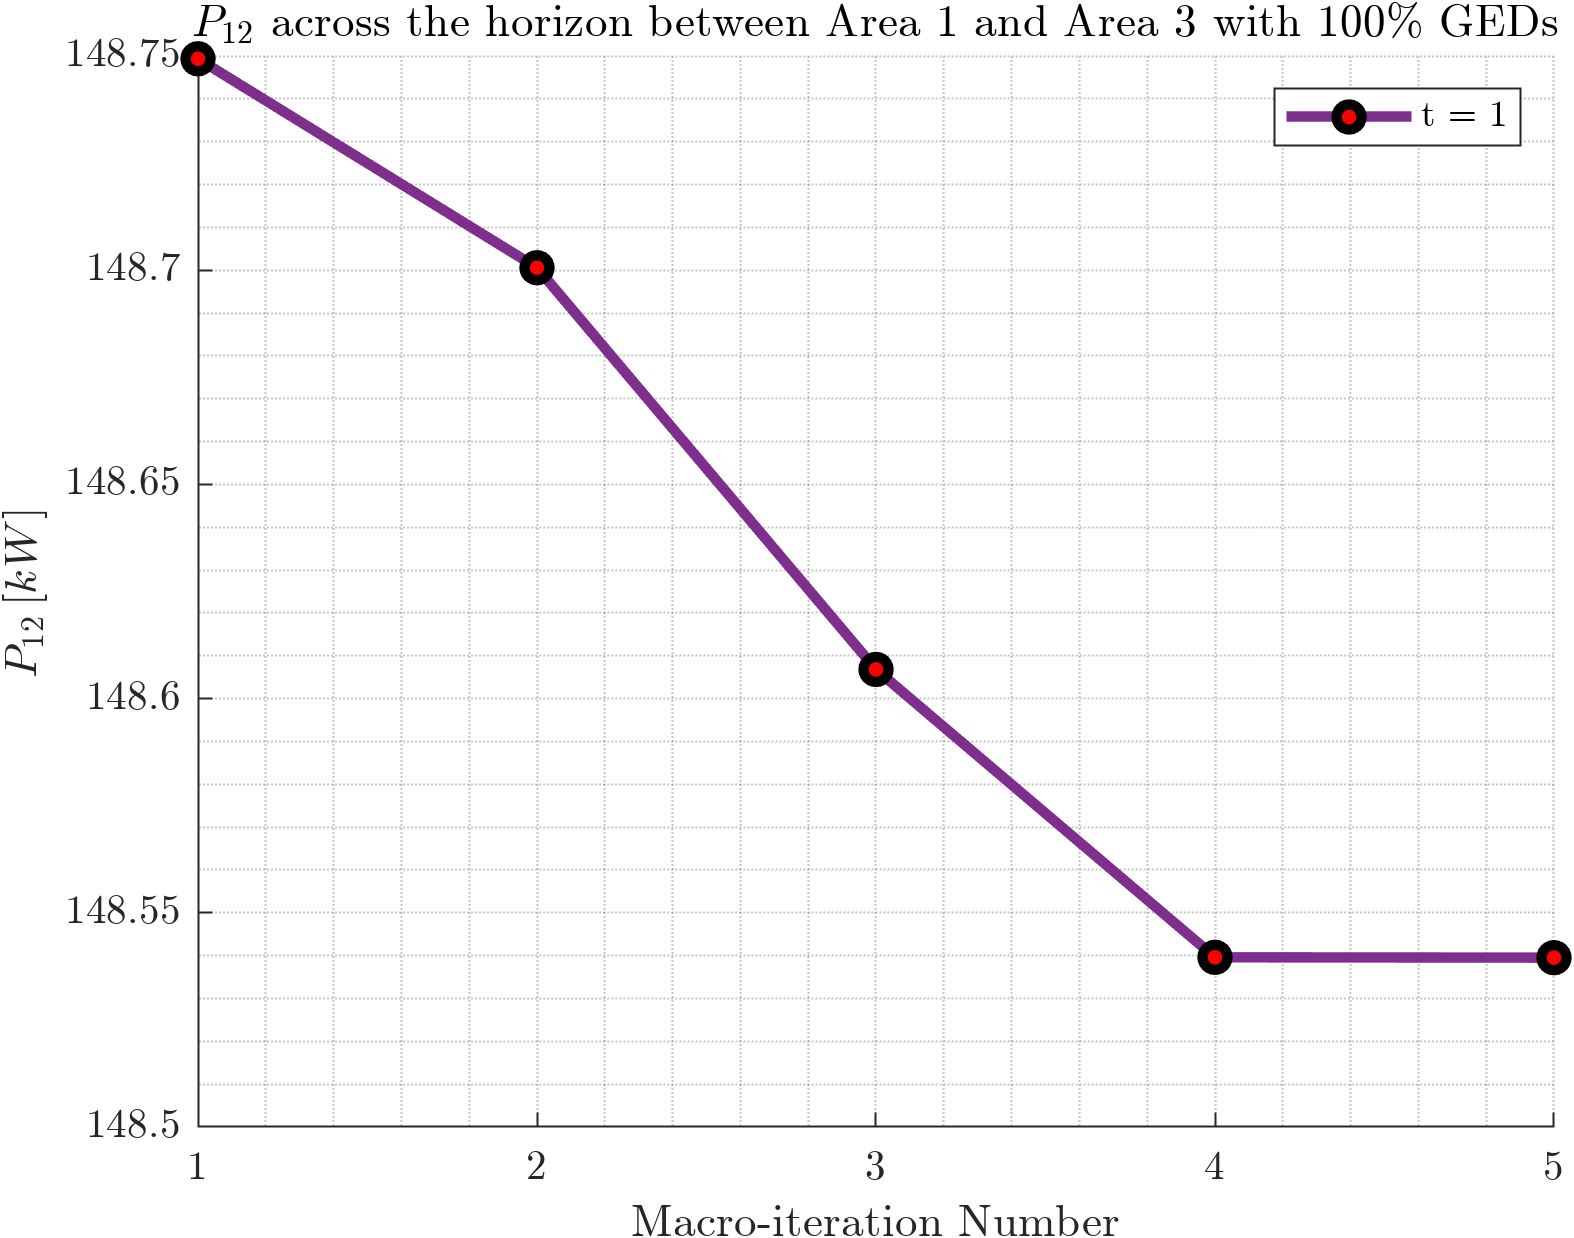 P₁₂ across the horizon between Area 1 and Area 3 with 100% GEDs
148.75
148.7
148.65
148.6
148.55
148.5
P₁₂ [kW]
t = 1
1 2 3 4 5
Macro-iteration Number